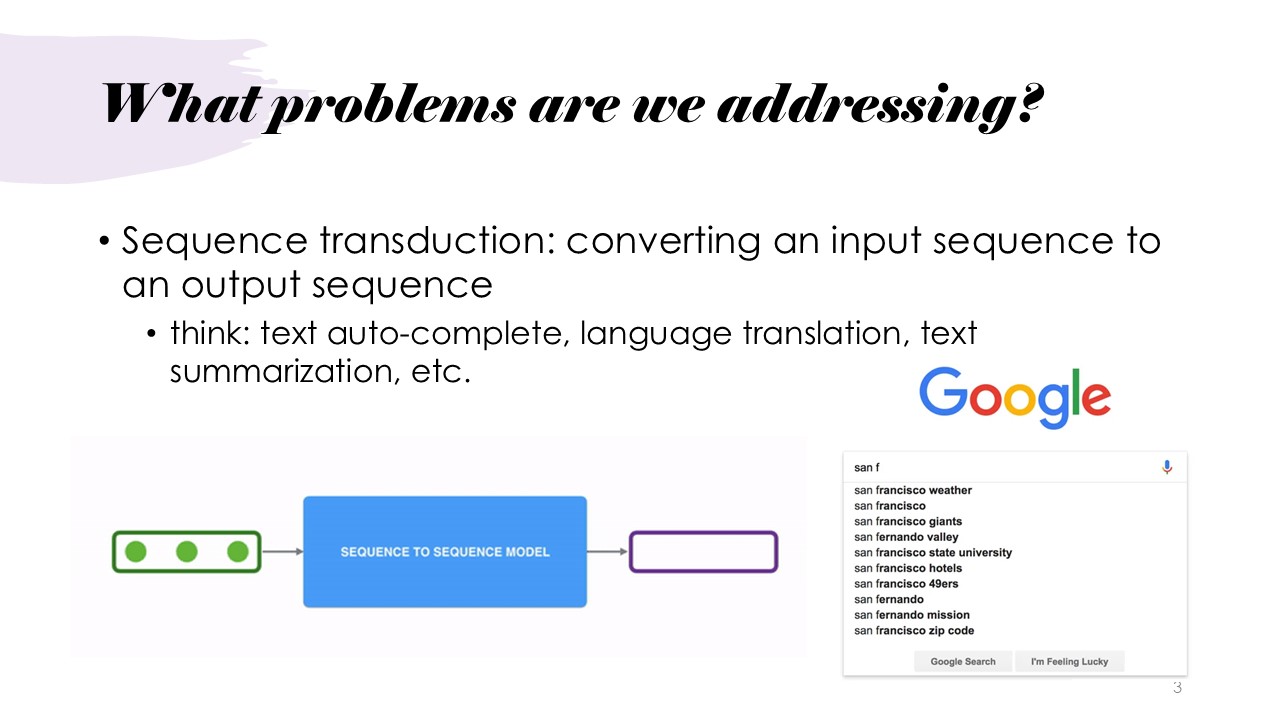 What problems are we addressing?
• Sequence transduction: converting an input sequence to
an output sequence
• think: text auto-complete, language translation, text
summarization, etc.
Google
SEQUENCE TO SEQUENCE MODEL
san f
san francisco weather
san francisco
san francisco giants
san fernando valley
san francisco state university
san francisco hotels
san francisco 49ers
san fernando
san fernando mission
san francisco zip code
Google Search I'm Feeling Lucky
3